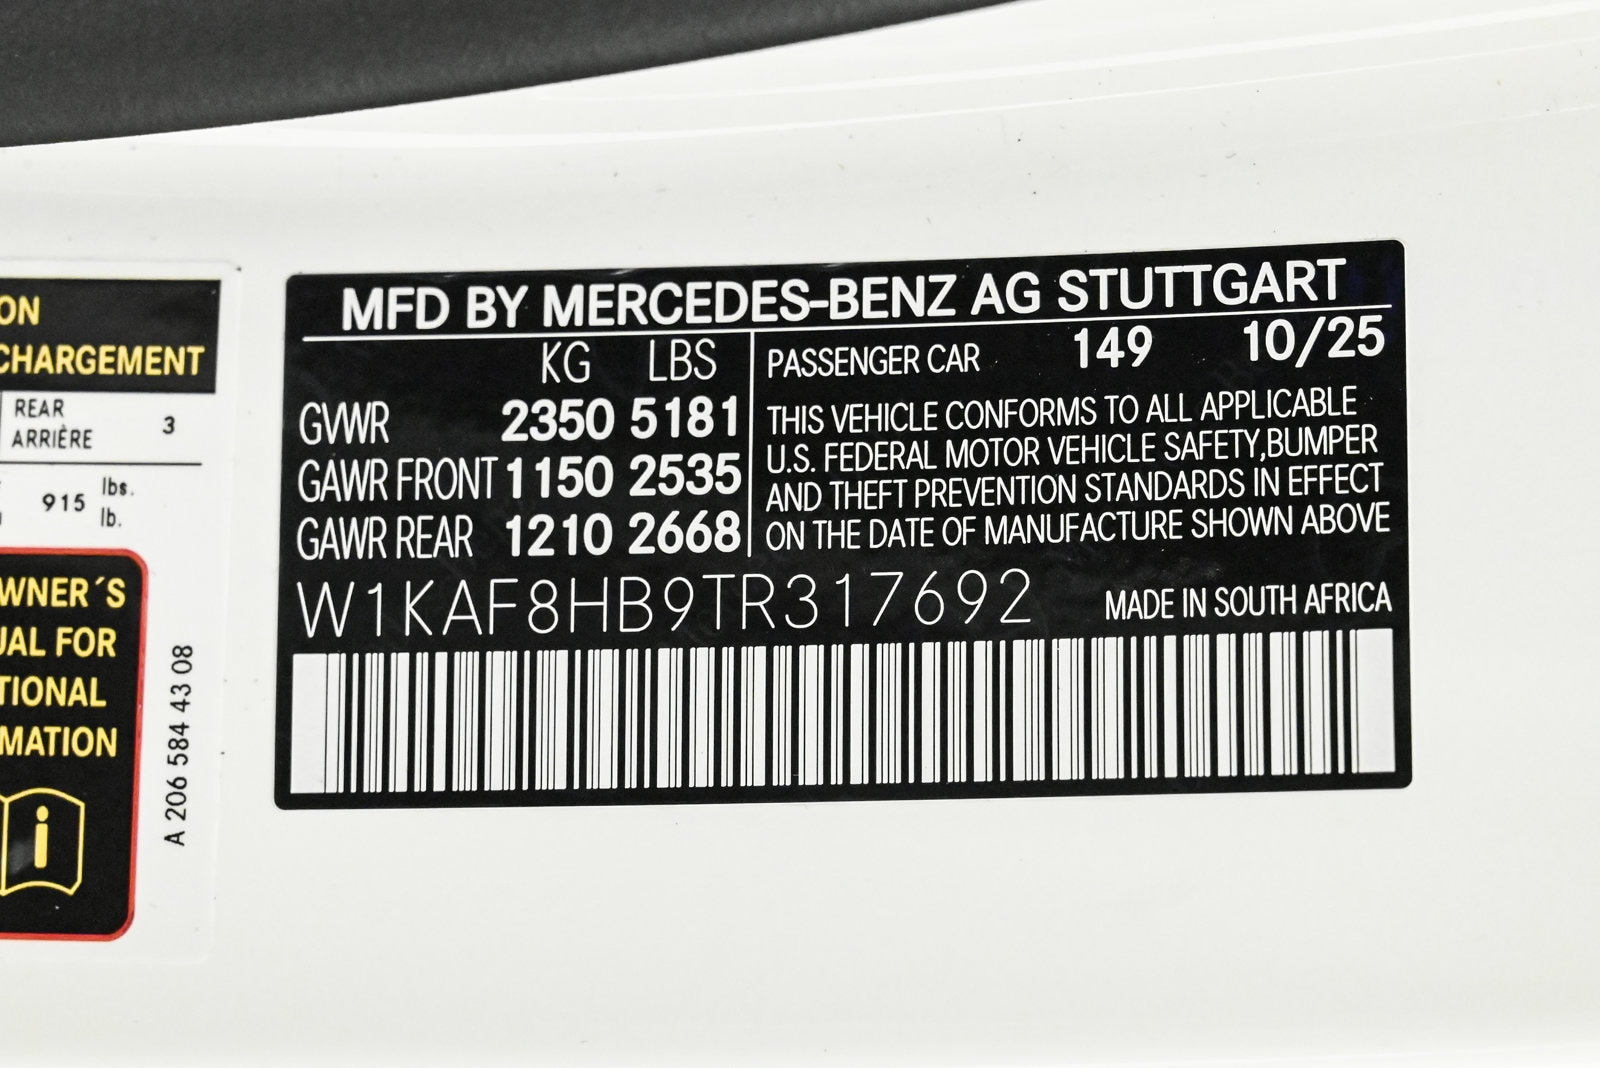 ON
CHARGEMENT
REAR
ARRIÈRE 3
915 lbs.
lb.
WNER´S
UAL FOR
TIONAL
MATION
i
A 206 584 43 08
MFD BY MERCEDES-BENZ AG STUTTGART
KG LBS
GVWR 2350 5181
GAWR FRONT 1150 2535
GAWR REAR 1210 2668
PASSENGER CAR 149 10/25
THIS VEHICLE CONFORMS TO ALL APPLICABLE
U.S. FEDERAL MOTOR VEHICLE SAFETY,BUMPER
AND THEFT PREVENTION STANDARDS IN EFFECT
ON THE DATE OF MANUFACTURE SHOWN ABOVE
W1KAF8HB9TR317692
MADE IN SOUTH AFRICA